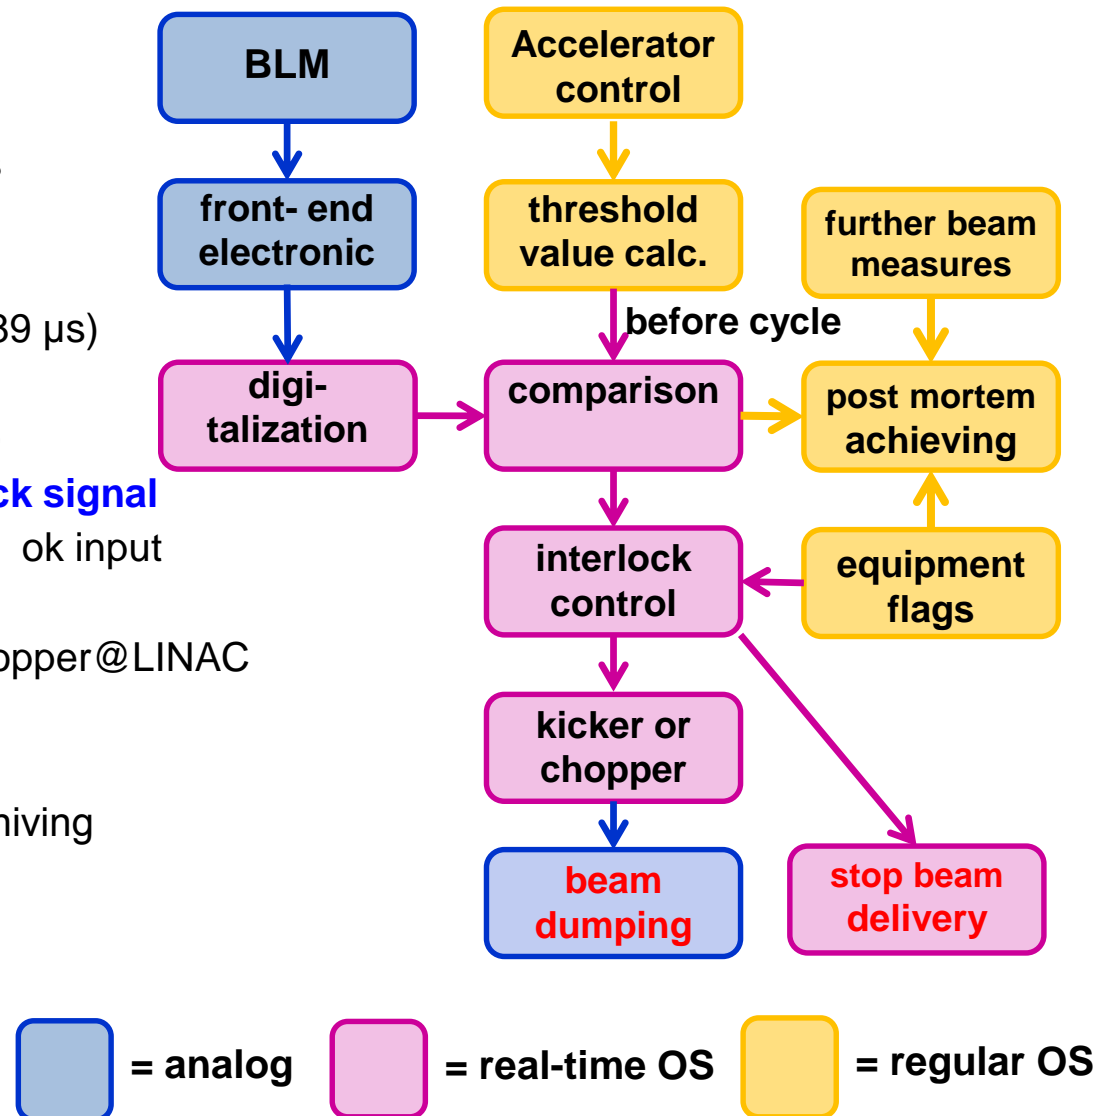 BLM
Accelerator
control
front- end
electronic
threshold
value calc.
further beam
measures
39 µs)
before cycle
digi-
talization
comparison
post mortem
achieving
ck signal
ok input
interlock
control
equipment
flags
opper@LINAC
kicker or
chopper
hiving
beam
dumping
stop beam
delivery
= analog
= real-time OS
= regular OS